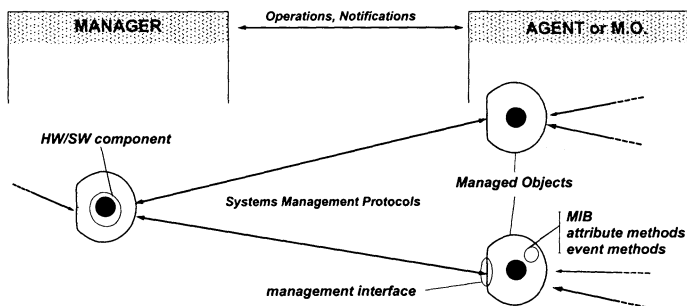 Operations, Notifications
MANAGER
AGENT or M.O.
HW/SW component
Managed Objects
Systems Management Protocols
MIB
attribute methods
event methods
management interface